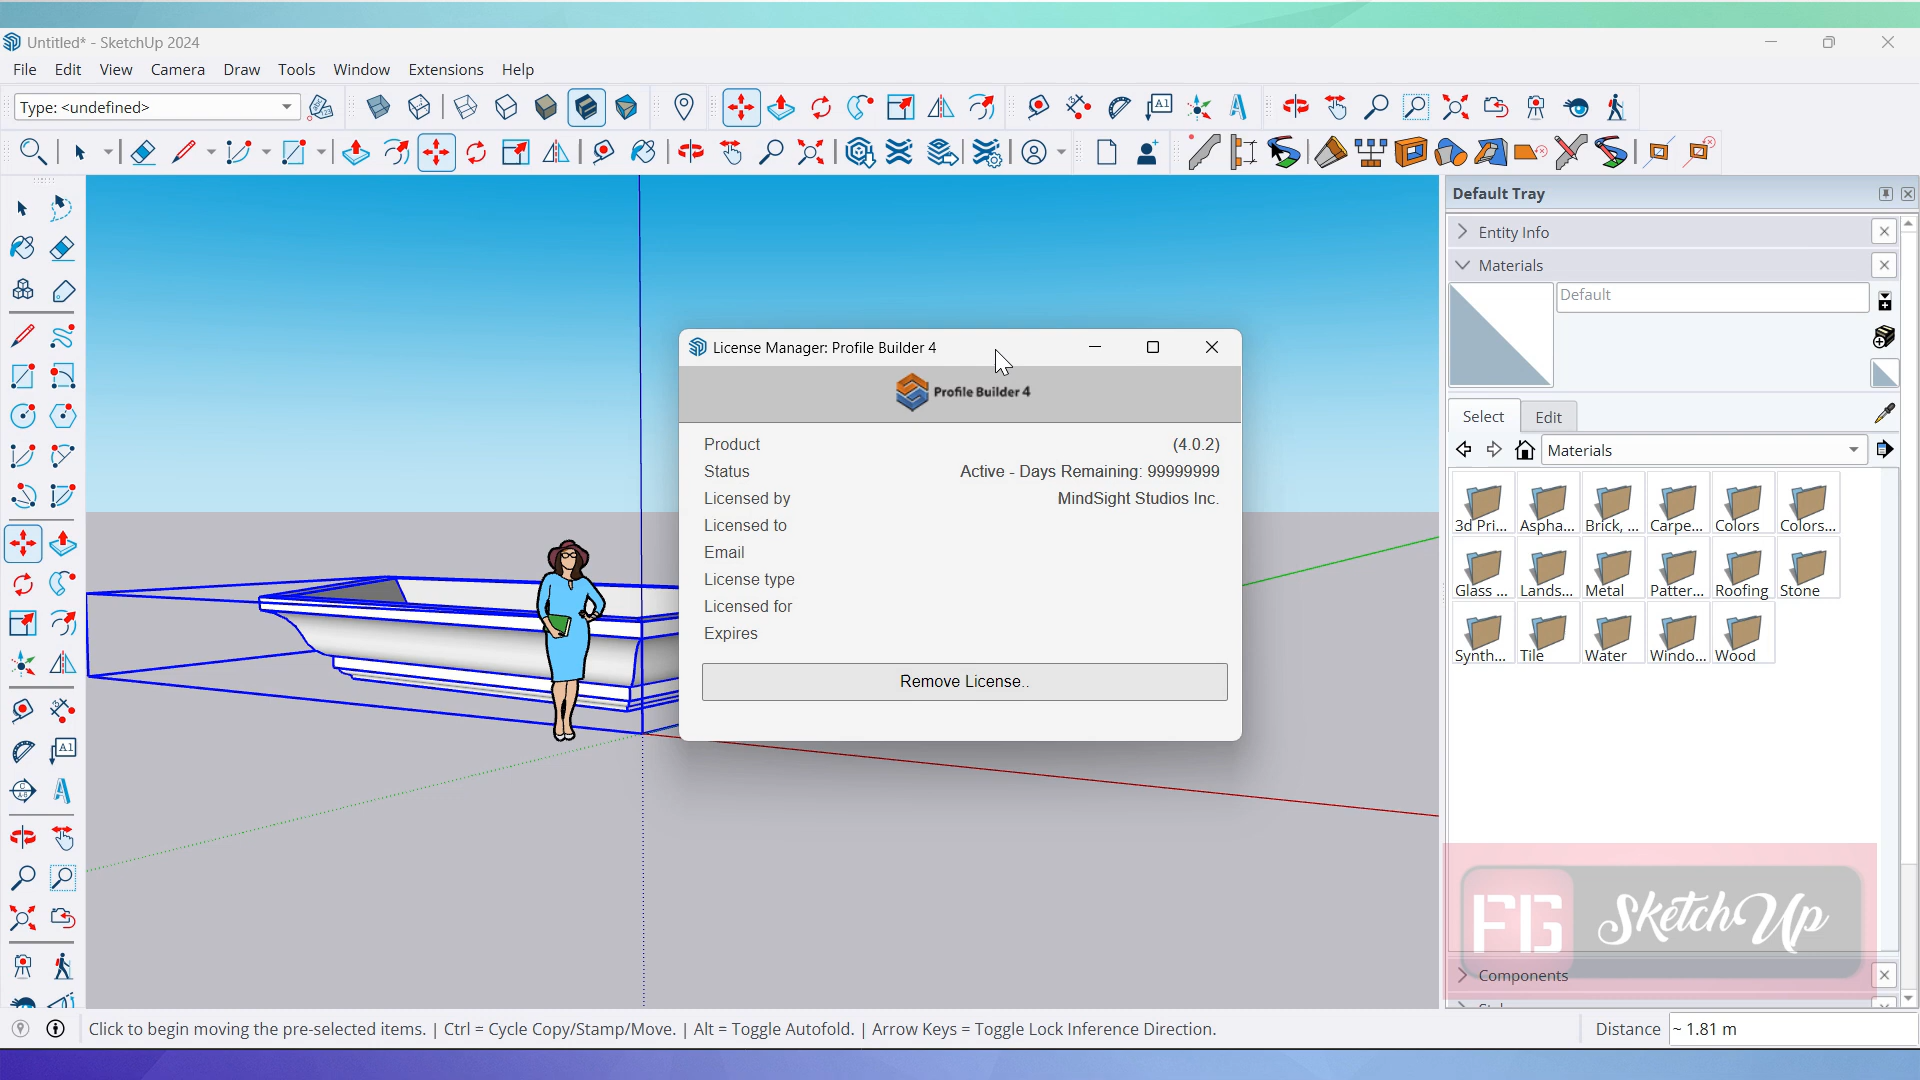 Untitled* - SketchUp 2024
File Edit View Camera Draw Tools Window Extensions Help
Type: <undefined>
Default Tray
Entity Info
Materials
Default
License Manager: Profile Builder 4
Profile Builder 4
Product (4.0.2)
Status Active - Days Remaining: 99999999
Licensed by MindSight Studios Inc.
Licensed to
Email
License type
Licensed for
Expires
Remove License..
Select Edit
Materials
3d Pri... Aspha... Brick, ... Carpe... Colors Colors...
Glass ... Lands... Metal Patter... Roofing Stone
Synth... Tile Water Windo... Wood
FG SketchUp
Components
Click to begin moving the pre-selected items. | Ctrl = Cycle Copy/Stamp/Move. | Alt = Toggle Autofold. | Arrow Keys = Toggle Lock Inference Direction.
Distance ~ 1.81 m